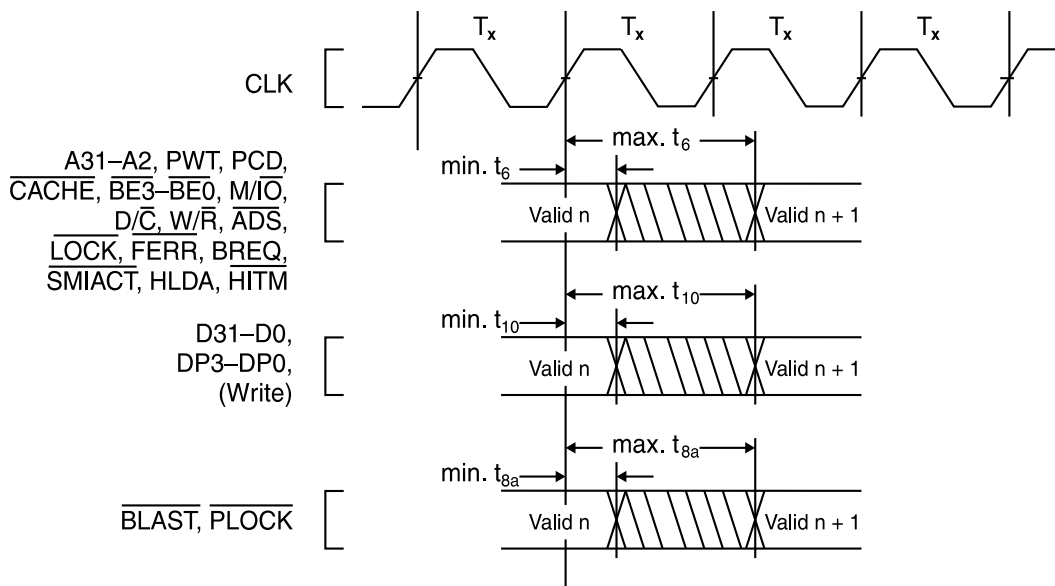 Tx Tx Tx Tx
CLK
max. t6
min. t6
A31–A2, PWT, PCD,
CACHE, BE3–BE0, M/IO,
D/C, W/R, ADS,
LOCK, FERR, BREQ,
SMIACT, HLDA, HITM
Valid n Valid n + 1
max. t10
min. t10
D31–D0,
DP3–DP0,
(Write)
Valid n Valid n + 1
max. t8a
min. t8a
BLAST, PLOCK
Valid n Valid n + 1